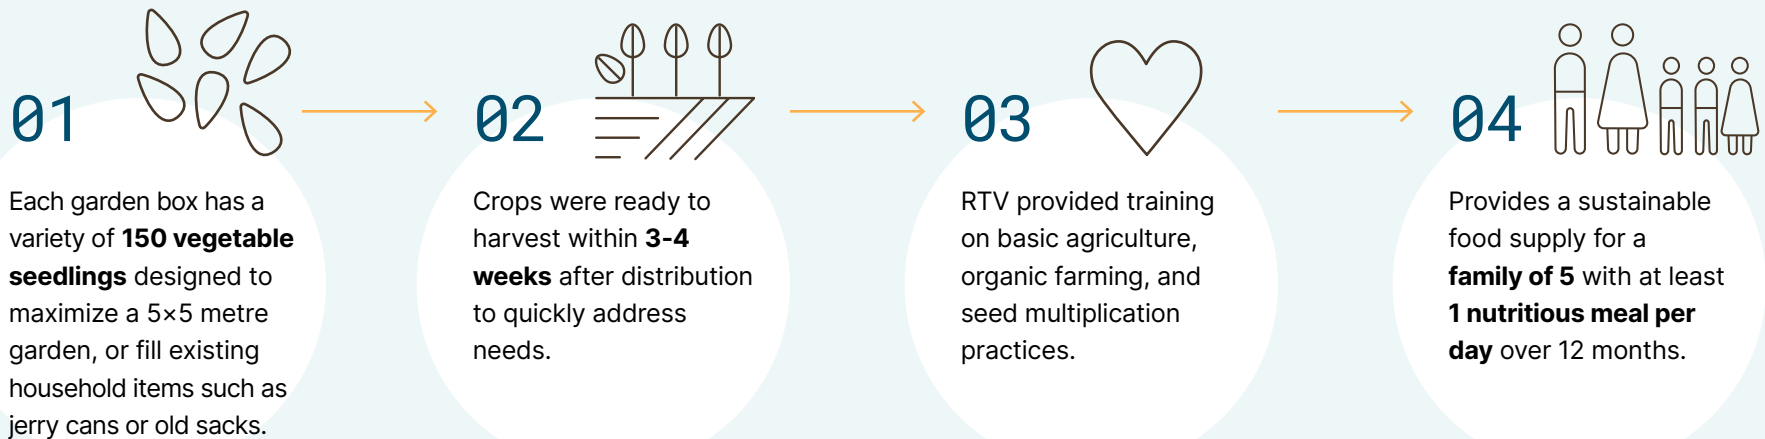 01
Each garden box has a
variety of 150 vegetable
seedlings designed to
maximize a 5×5 metre
garden, or fill existing
household items such as
jerry cans or old sacks.
02
Crops were ready to
harvest within 3-4
weeks after distribution
to quickly address
needs.
03
RTV provided training
on basic agriculture,
organic farming, and
seed multiplication
practices.
04
Provides a sustainable
food supply for a
family of 5 with at least
1 nutritious meal per
day over 12 months.